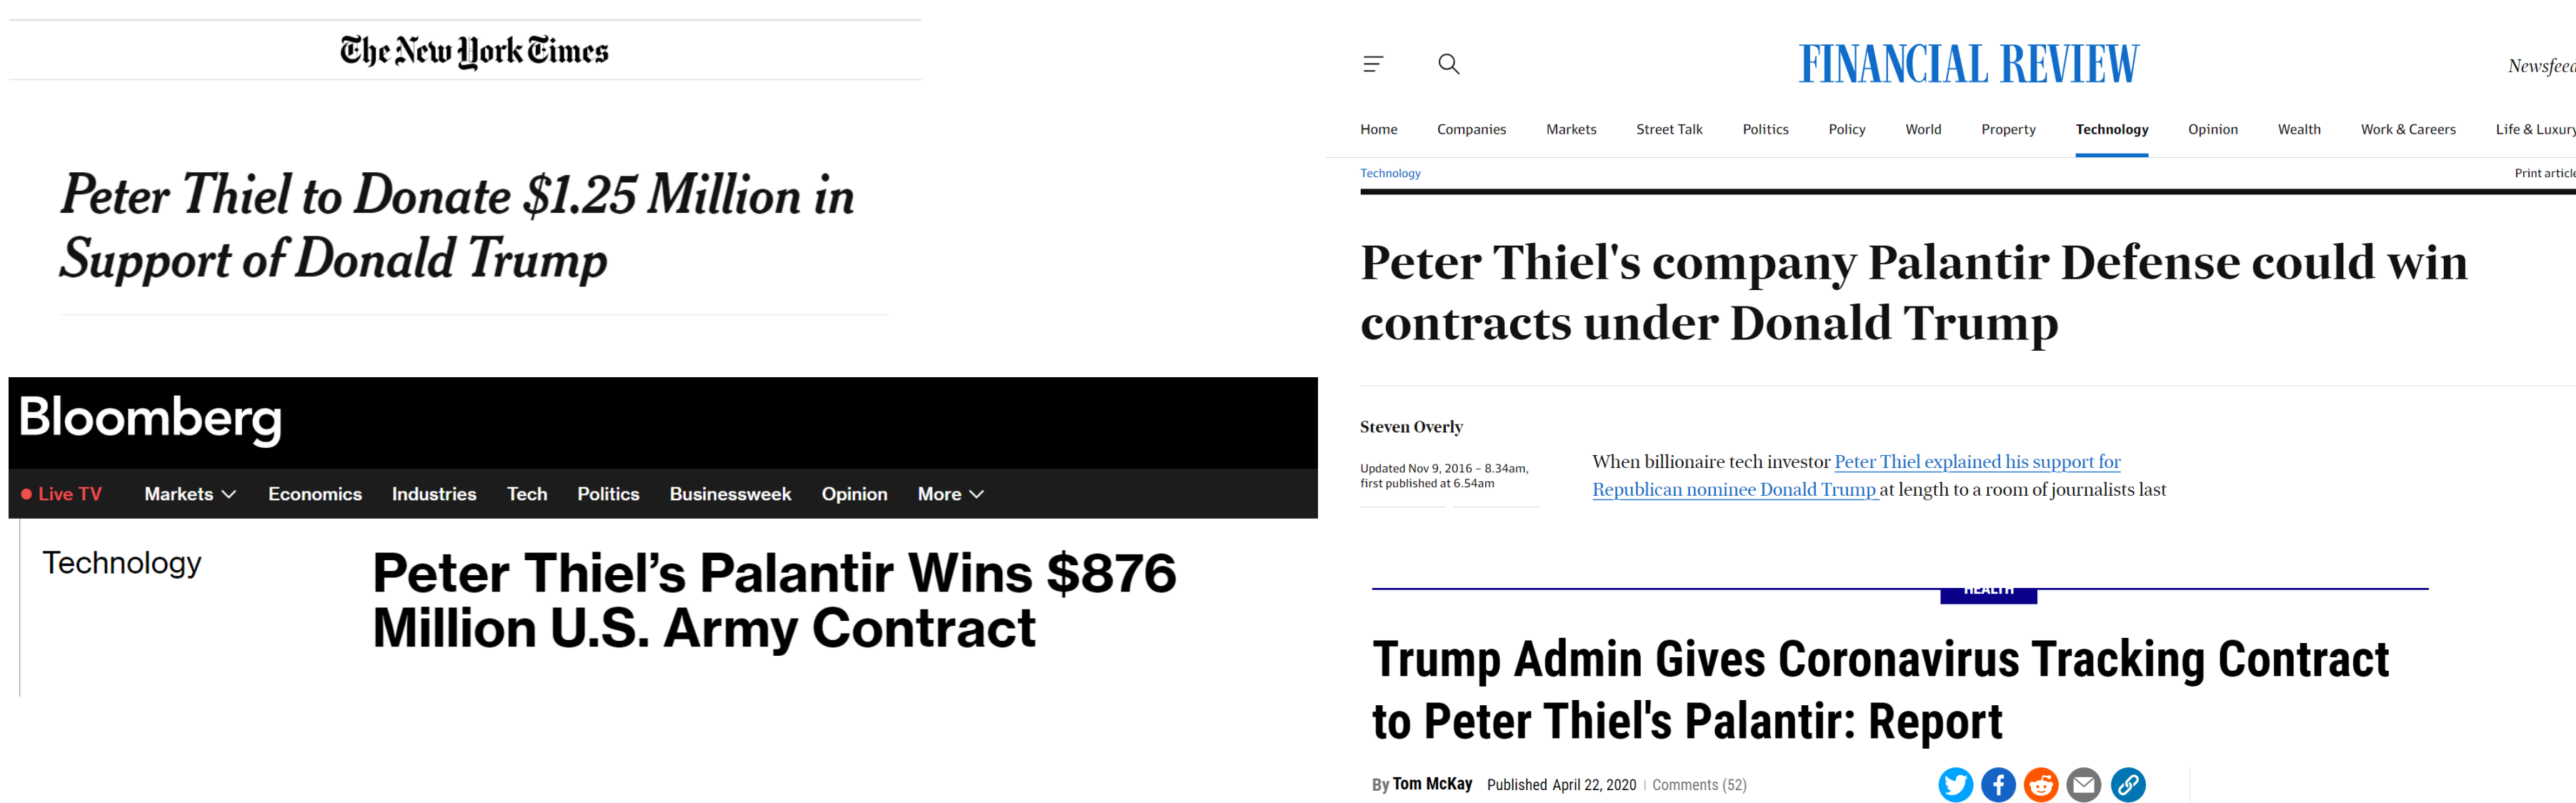 The New York Times
Peter Thiel to Donate $1.25 Million in
Support of Donald Trump
Bloomberg
Live TV Markets Economics Industries Tech Politics Businessweek Opinion More
Technology
Peter Thiel’s Palantir Wins $876
Million U.S. Army Contract
FINANCIAL REVIEW
Newsfeed
Home Companies Markets Street Talk Politics Policy World Property Technology Opinion Wealth Work & Careers Life & Luxury
Technology
Print article
Peter Thiel's company Palantir Defense could win
contracts under Donald Trump
Steven Overly
Updated Nov 9, 2016 – 8.34am,
first published at 6.54am
When billionaire tech investor Peter Thiel explained his support for
Republican nominee Donald Trump at length to a room of journalists last
HEALTH
Trump Admin Gives Coronavirus Tracking Contract
to Peter Thiel's Palantir: Report
By Tom McKay Published April 22, 2020 | Comments (52)